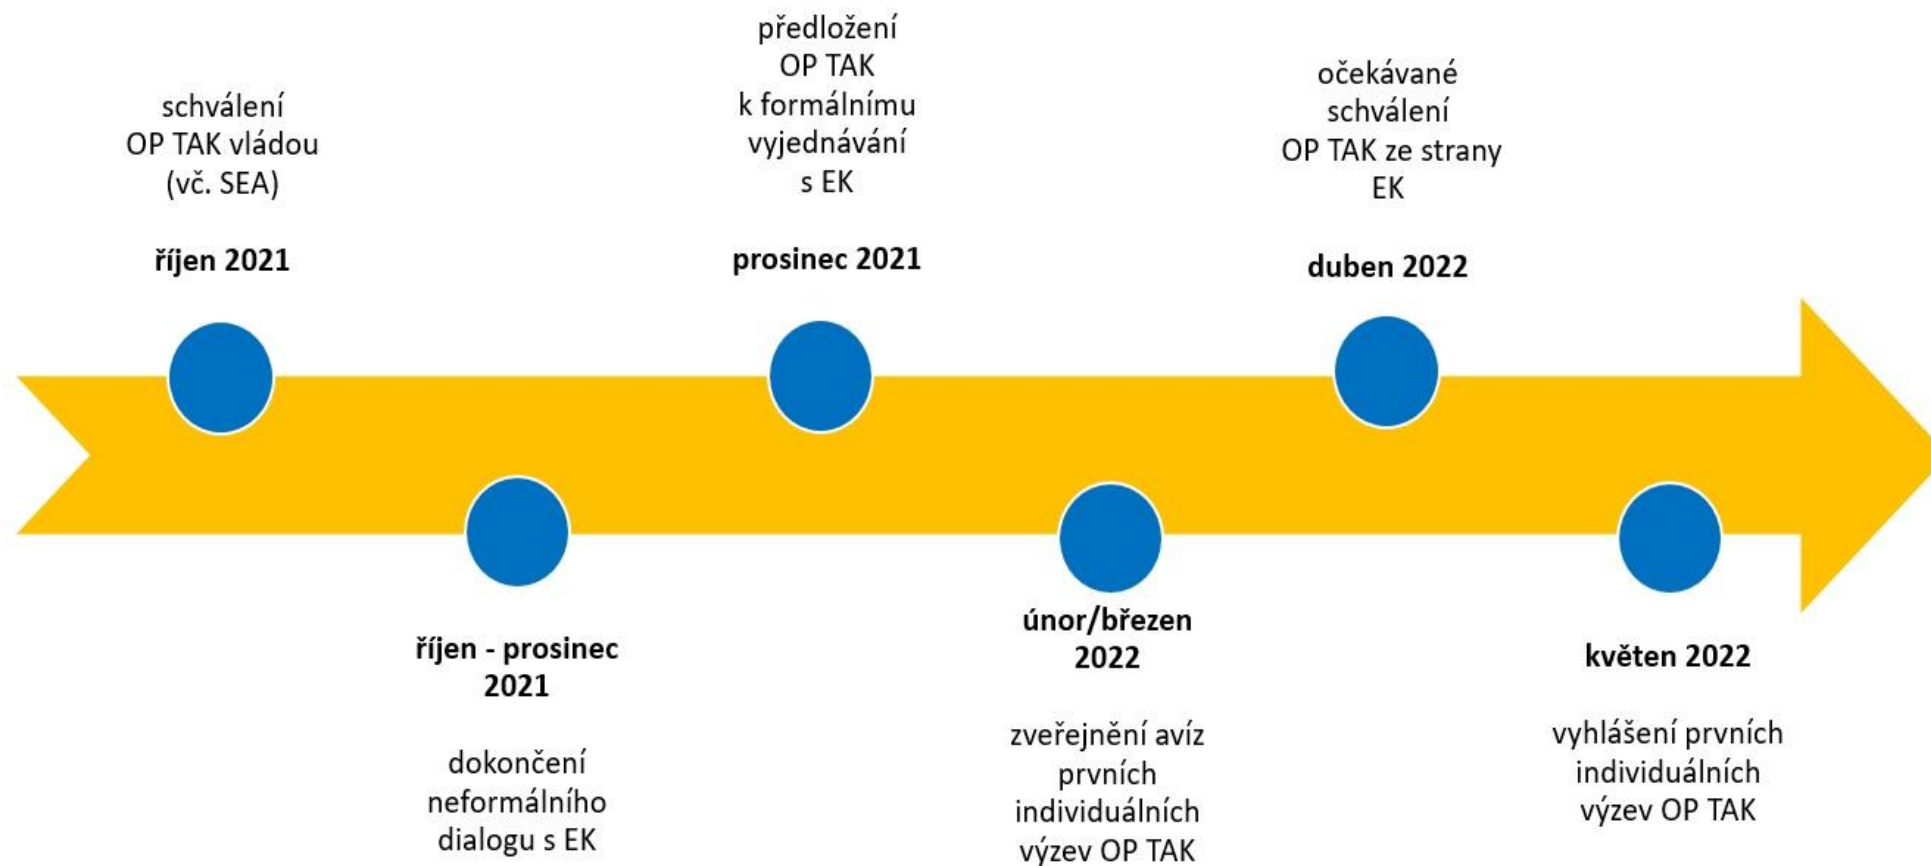 schválení
OP TAK vládou
(vč. SEA)
říjen 2021
říjen - prosinec
2021
dokončení
neformálního
dialogu s EK
předložení
OP TAK
k formálnímu
vyjednávání
s EK
prosinec 2021
únor/březen
2022
zveřejnění avíz
prvních
individuálních
výzev OP TAK
očekávané
schválení
OP TAK ze strany
EK
duben 2022
květen 2022
vyhlášení prvních
individuálních
výzev OP TAK